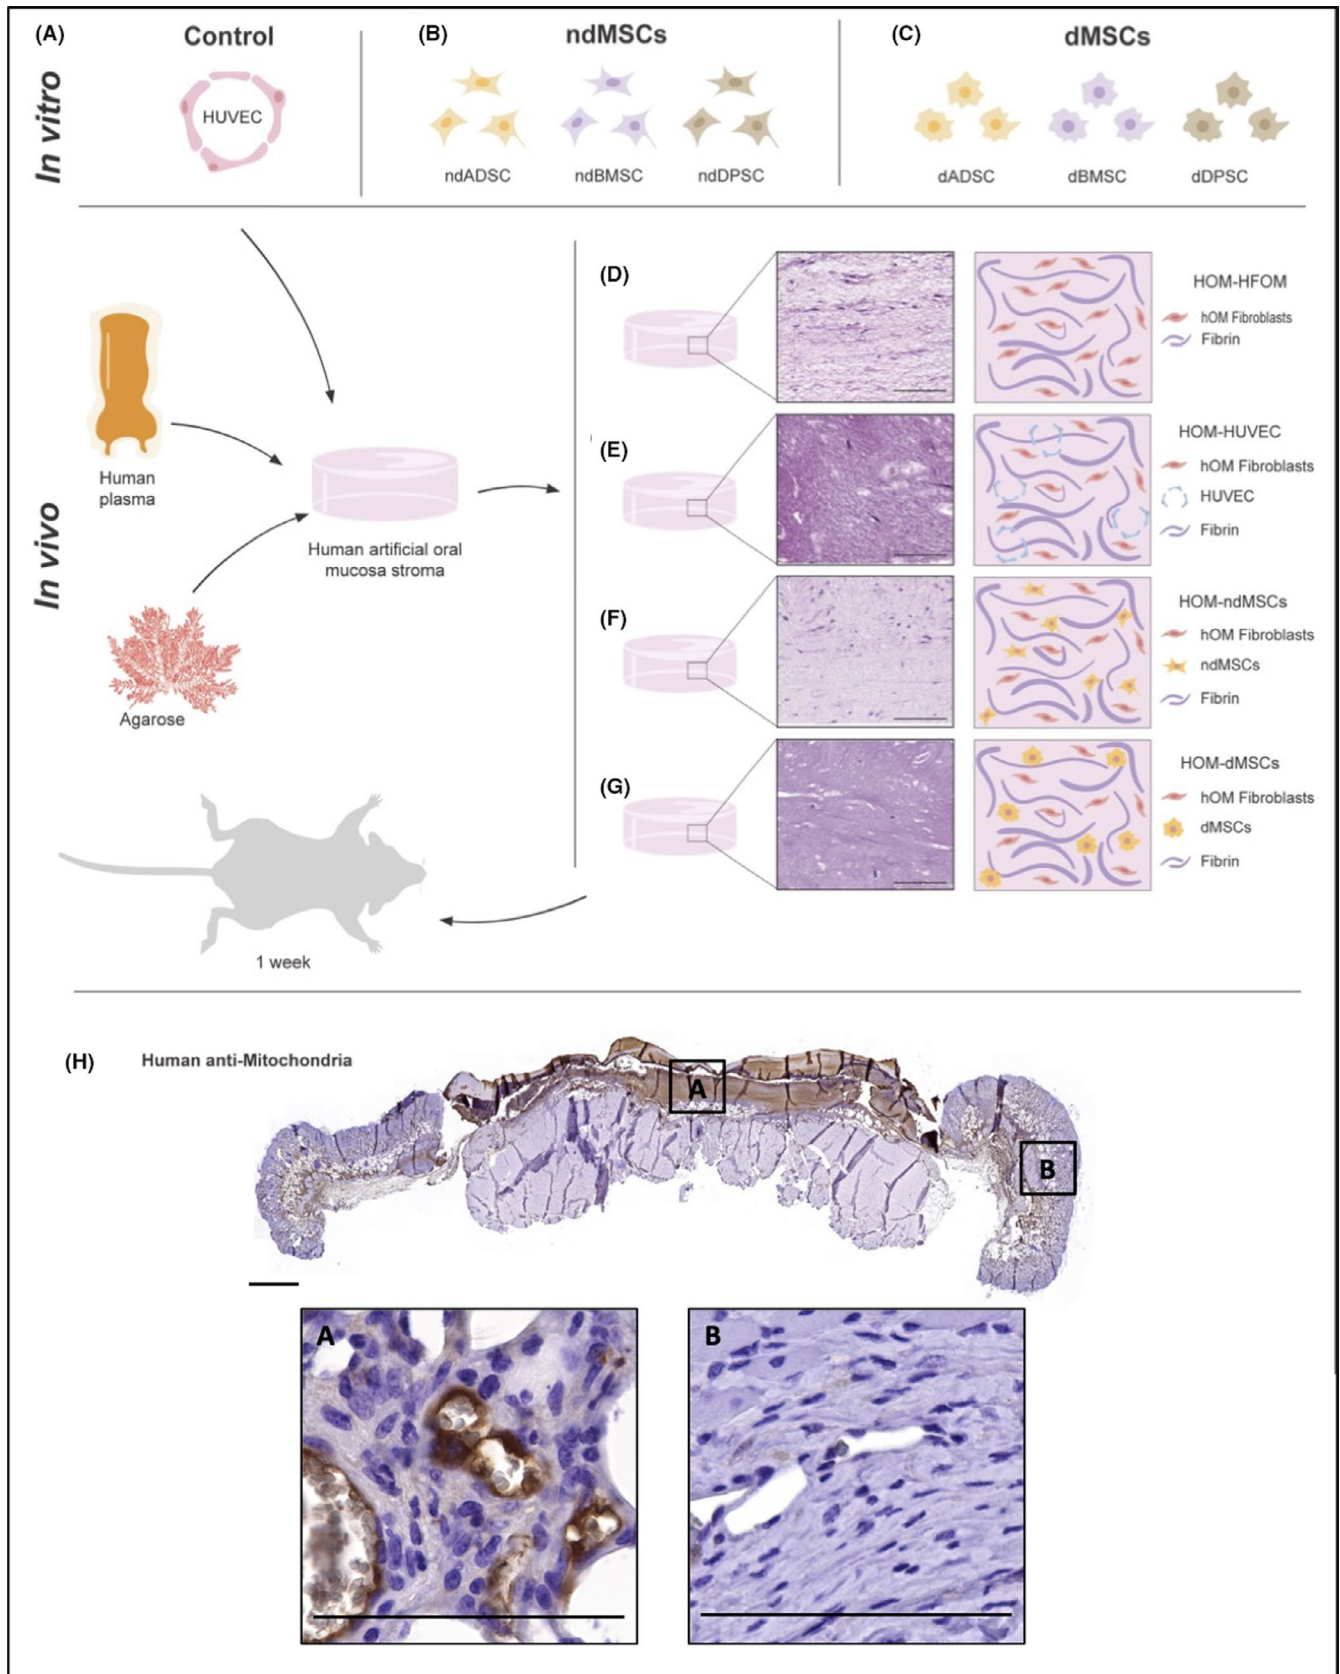 (A)
Control
(B)
ndMSCs
(C)
dMSCs
In vitro
HUVEC
ndADSC
ndBMSC
ndDPSC
dADSC
dBMSC
dDPSC
In vivo
Human
plasma
Agarose
Human artificial oral
mucosa stroma
1 week
(D)
HOM-HFOM
hOM Fibroblasts
Fibrin
(E)
HOM-HUVEC
hOM Fibroblasts
HUVEC
Fibrin
(F)
HOM-ndMSCs
hOM Fibroblasts
ndMSCs
Fibrin
(G)
HOM-dMSCs
hOM Fibroblasts
dMSCs
Fibrin
(H)
Human anti-Mitochondria
A
B
A
B